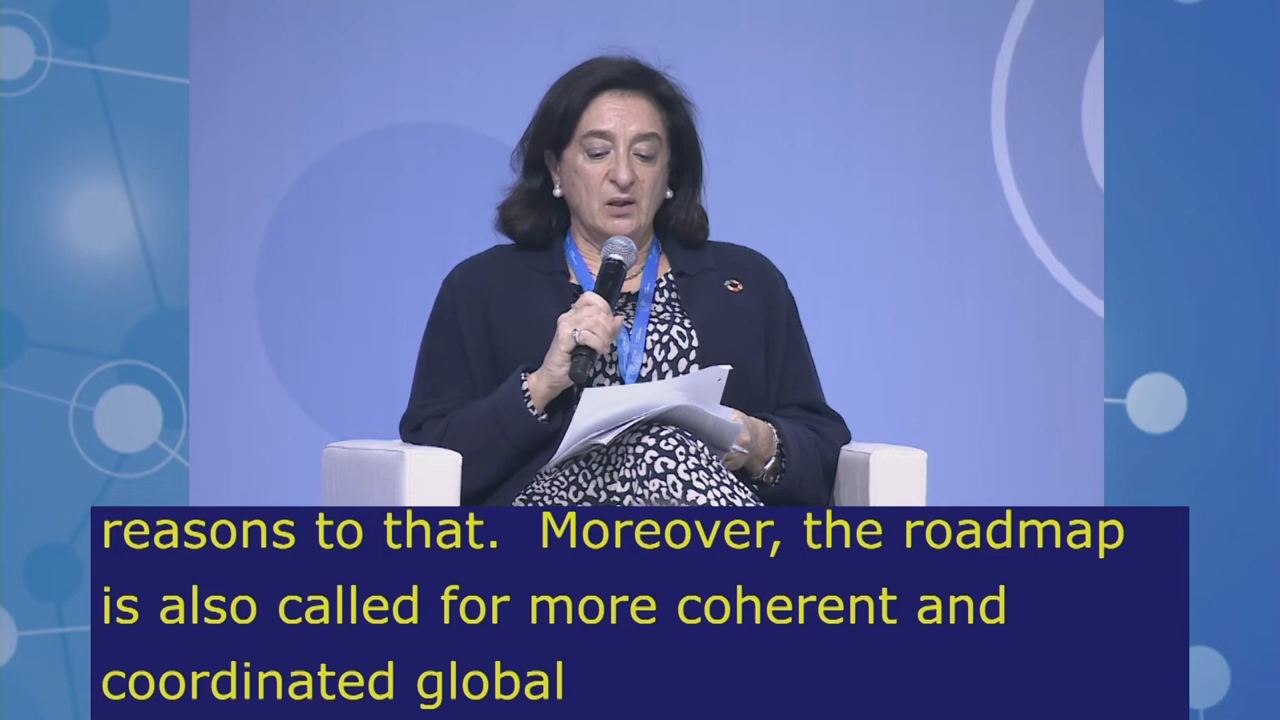 reasons to that.  Moreover, the roadmap
is also called for more coherent and
coordinated global